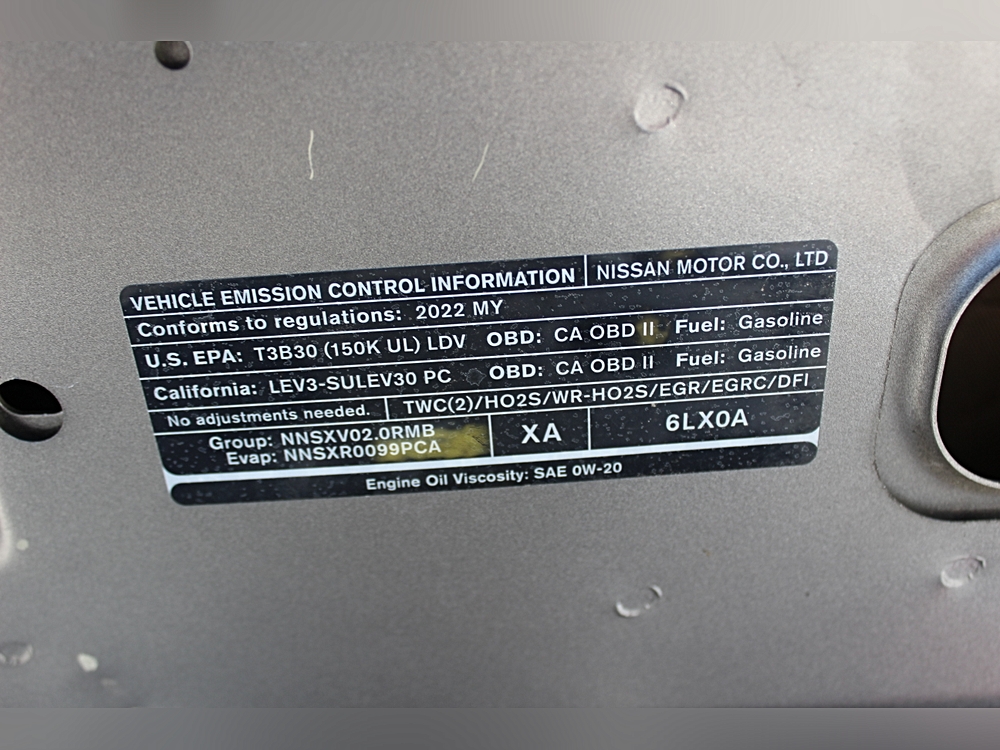 VEHICLE EMISSION CONTROL INFORMATION NISSAN MOTOR CO., LTD
Conforms to regulations: 2022 MY
U.S. EPA: T3B30 (150K UL) LDV OBD: CA OBD II Fuel: Gasoline
California: LEV3-SULEV30 PC OBD: CA OBD II Fuel: Gasoline
No adjustments needed. TWC(2)/HO2S/WR-HO2S/EGR/EGRC/DFI
Group: NNSXV02.0RMB XA 6LX0A
Evap: NNSXR0099PCA
Engine Oil Viscosity: SAE 0W-20